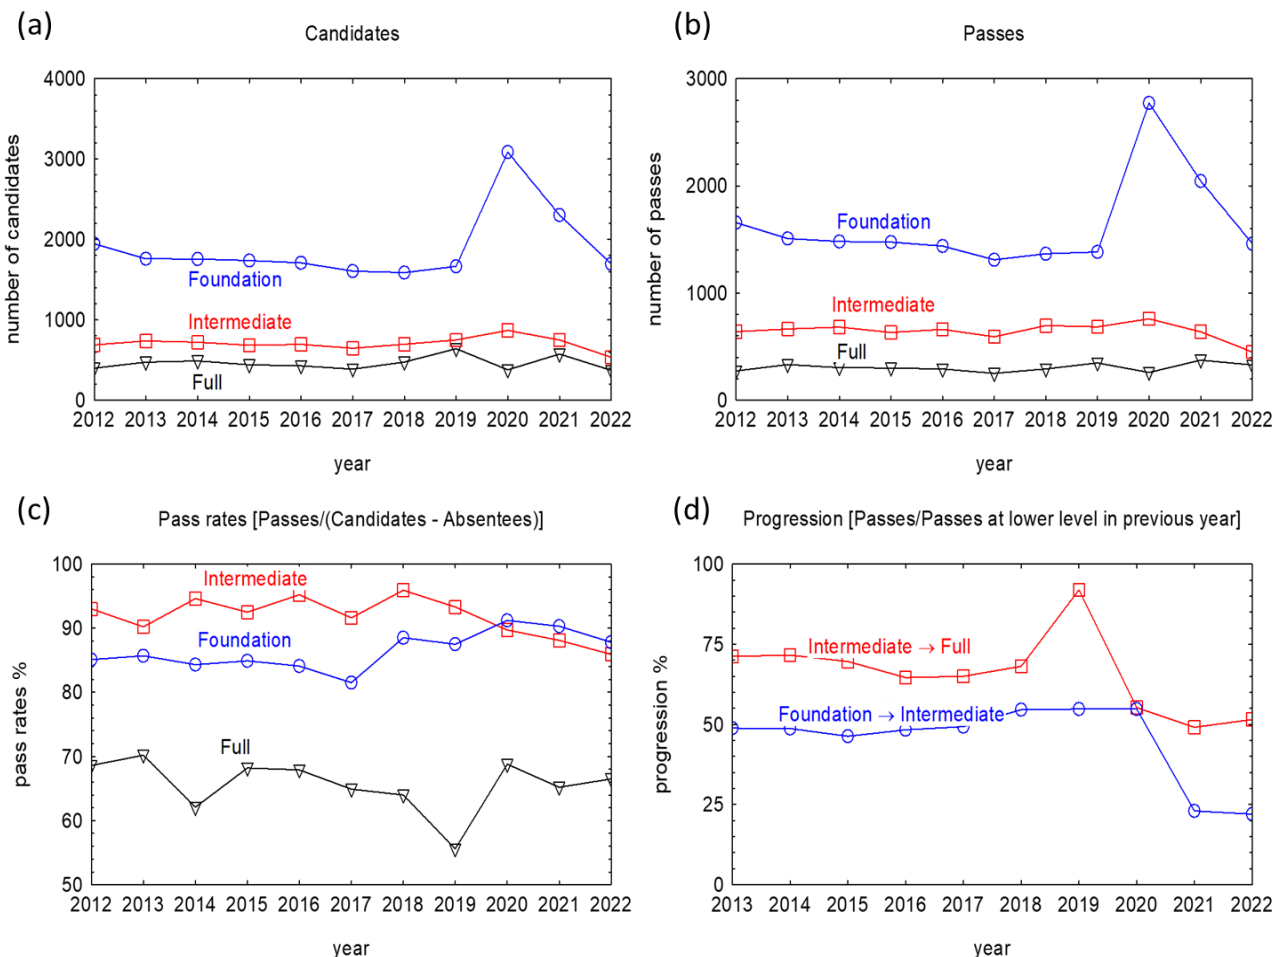 (a)
Candidates
number of candidates
4000
3000
2000
1000
0
Foundation
Intermediate
Full
2012 2013 2014 2015 2016 2017 2018 2019 2020 2021 2022
year
(b)
Passes
number of passes
3000
2000
1000
0
Foundation
Intermediate
Full
2012 2013 2014 2015 2016 2017 2018 2019 2020 2021 2022
year
(c)
Pass rates [Passes/(Candidates - Absentees)]
pass rates %
100
90
80
70
60
50
Intermediate
Foundation
Full
2012 2013 2014 2015 2016 2017 2018 2019 2020 2021 2022
year
(d)
Progression [Passes/Passes at lower level in previous year]
progression %
100
75
50
25
0
Intermediate → Full
Foundation → Intermediate
2013 2014 2015 2016 2017 2018 2019 2020 2021 2022
year